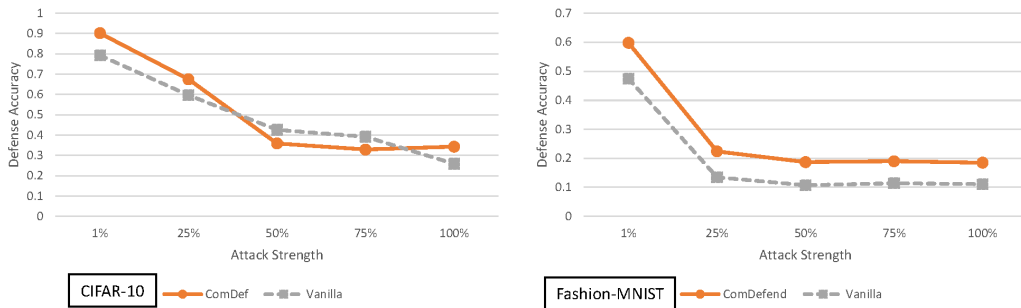 1
0.9
0.8
0.7
0.6
0.5
0.4
0.3
0.2
0.1
0
Defense Accuracy
1% 25% 50% 75% 100%
Attack Strength
CIFAR-10 ComDef Vanilla
0.7
0.6
0.5
0.4
0.3
0.2
0.1
0
Defense Accuracy
1% 25% 50% 75% 100%
Attack Strength
Fashion-MNIST ComDefend Vanilla